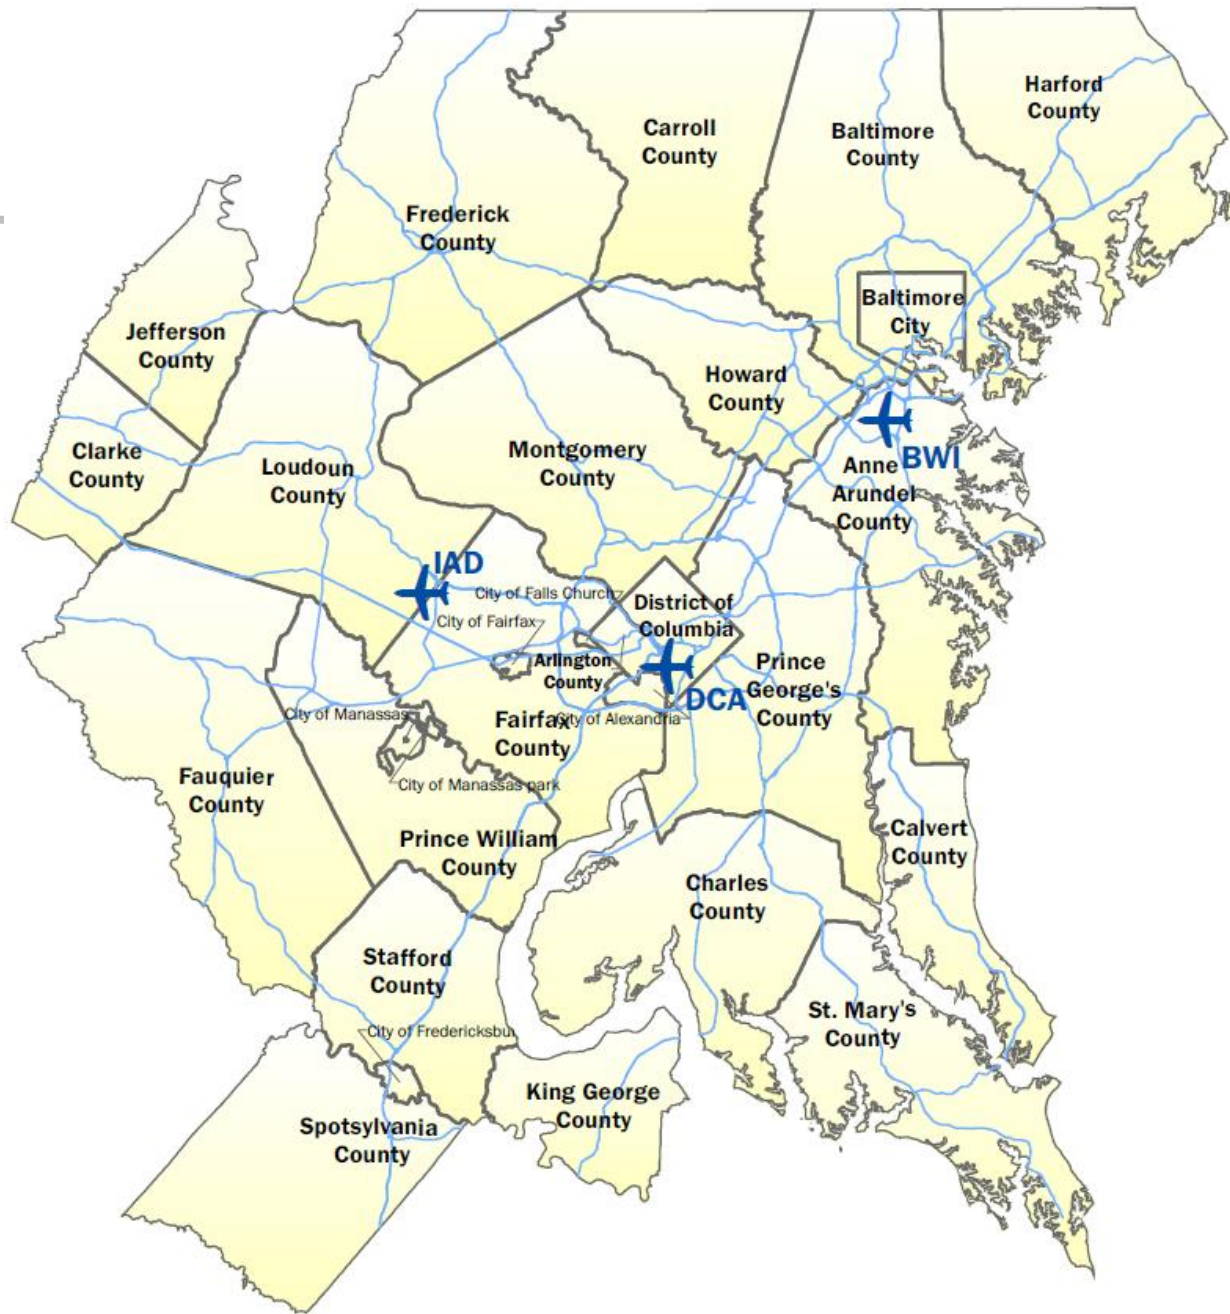 Harford
County
Carroll
County
Baltimore
County
Frederick
County
Baltimore
City
Jefferson
County
Howard
County
Clarke
County
Loudoun
County
Montgomery
County
Anne
Arundel
County
BWI
IAD
City of Falls Church
City of Fairfax
District of
Columbia
Arlington
County
Prince
George's
County
DCA
City of Manassas
Fairfax
County
City of Alexandria
City of Manassas park
Fauquier
County
Prince William
County
Calvert
County
Charles
County
Stafford
County
St. Mary's
County
City of Fredericksbu
King George
County
Spotsylvania
County